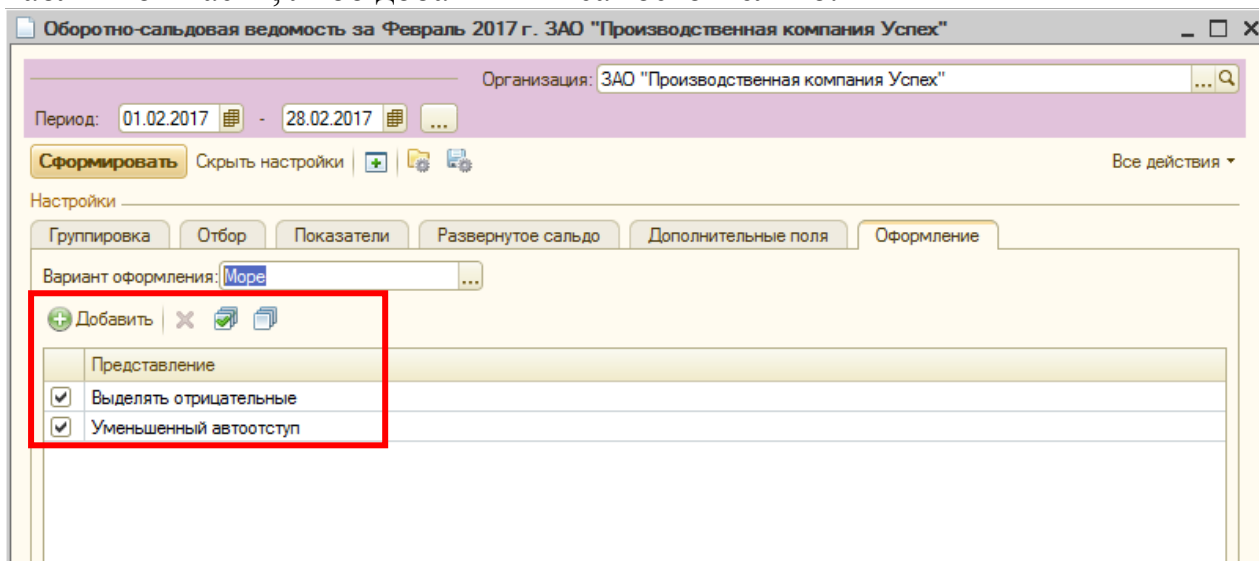 Оборотно-сальдовая ведомость за Февраль 2017 г. ЗАО "Производственная компания Успех"
Организация: ЗАО "Производственная компания Успех" ...
Период: 01.02.2017 - 28.02.2017 ...
Сформировать Скрыть настройки Все действия
Настройки
Группировка Отбор Показатели Развернутое сальдо Дополнительные поля Оформление
Вариант оформления: Море ...
Добавить
Представление
Выделять отрицательные
Уменьшенный автоотступ